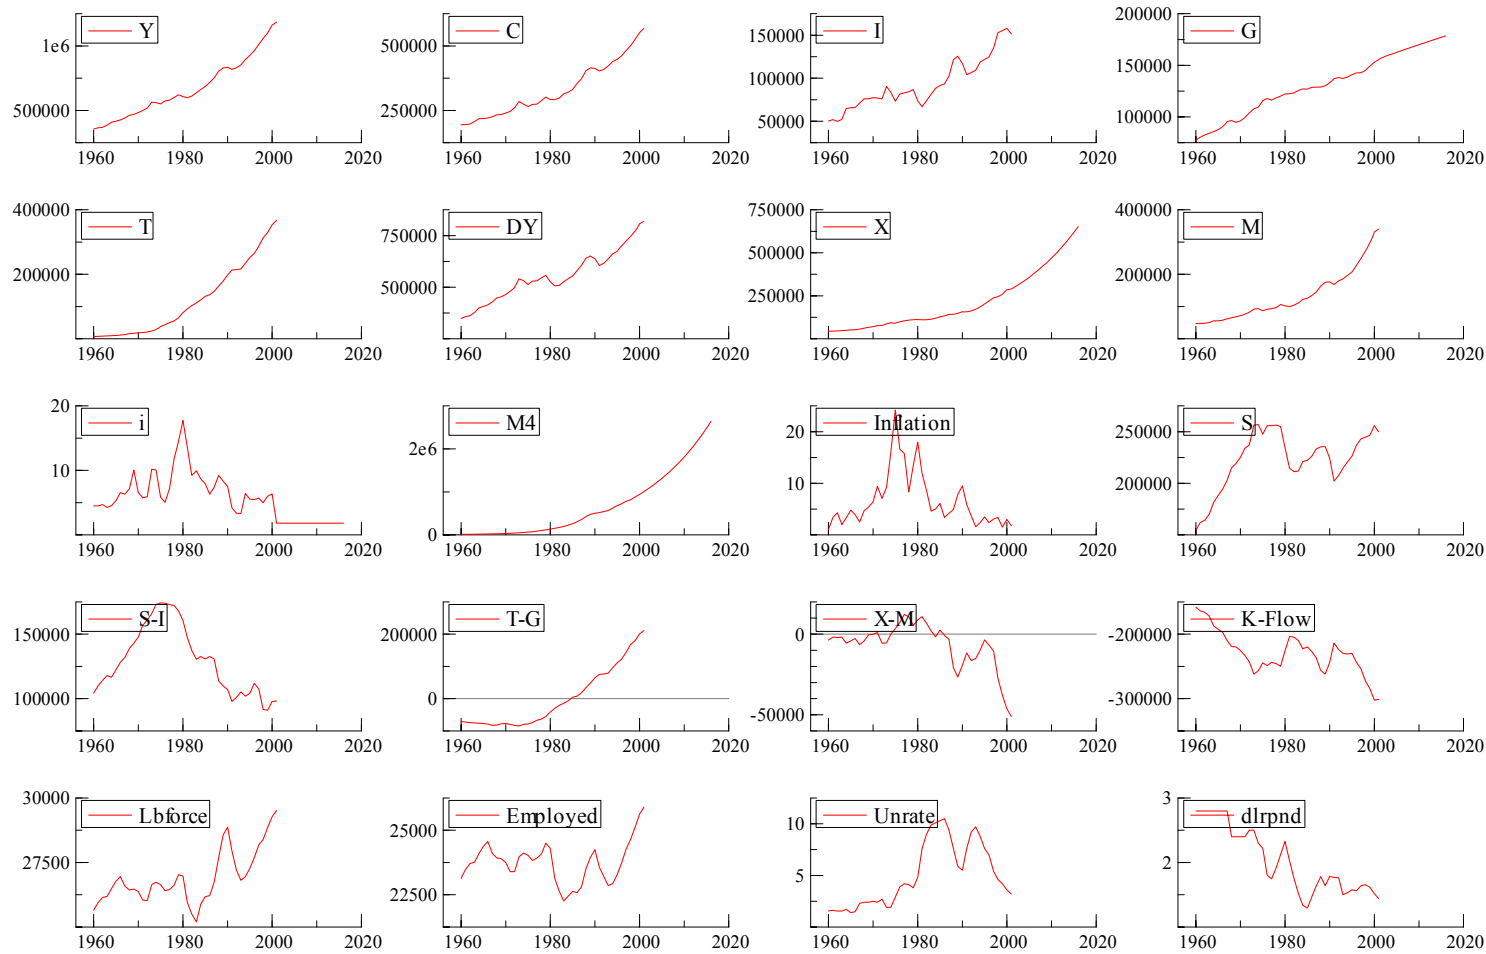 Y
1e6
500000
1960 1980 2000 2020
C
500000
250000
1960 1980 2000 2020
I
150000
100000
50000
1960 1980 2000 2020
G
200000
150000
100000
1960 1980 2000 2020
T
400000
200000
1960 1980 2000 2020
DY
750000
500000
1960 1980 2000 2020
X
750000
500000
250000
1960 1980 2000 2020
M
400000
200000
1960 1980 2000 2020
i
20
10
1960 1980 2000 2020
M4
2e6
0
1960 1980 2000 2020
Inflation
20
10
1960 1980 2000 2020
S
250000
200000
1960 1980 2000 2020
S-I
150000
100000
1960 1980 2000 2020
T-G
200000
0
1960 1980 2000 2020
X-M
0
-50000
1960 1980 2000 2020
K-Flow
-200000
-300000
1960 1980 2000 2020
Lbforce
30000
27500
1960 1980 2000 2020
Employed
25000
22500
1960 1980 2000 2020
Unrate
10
5
1960 1980 2000 2020
dlrpnd
3
2
1960 1980 2000 2020